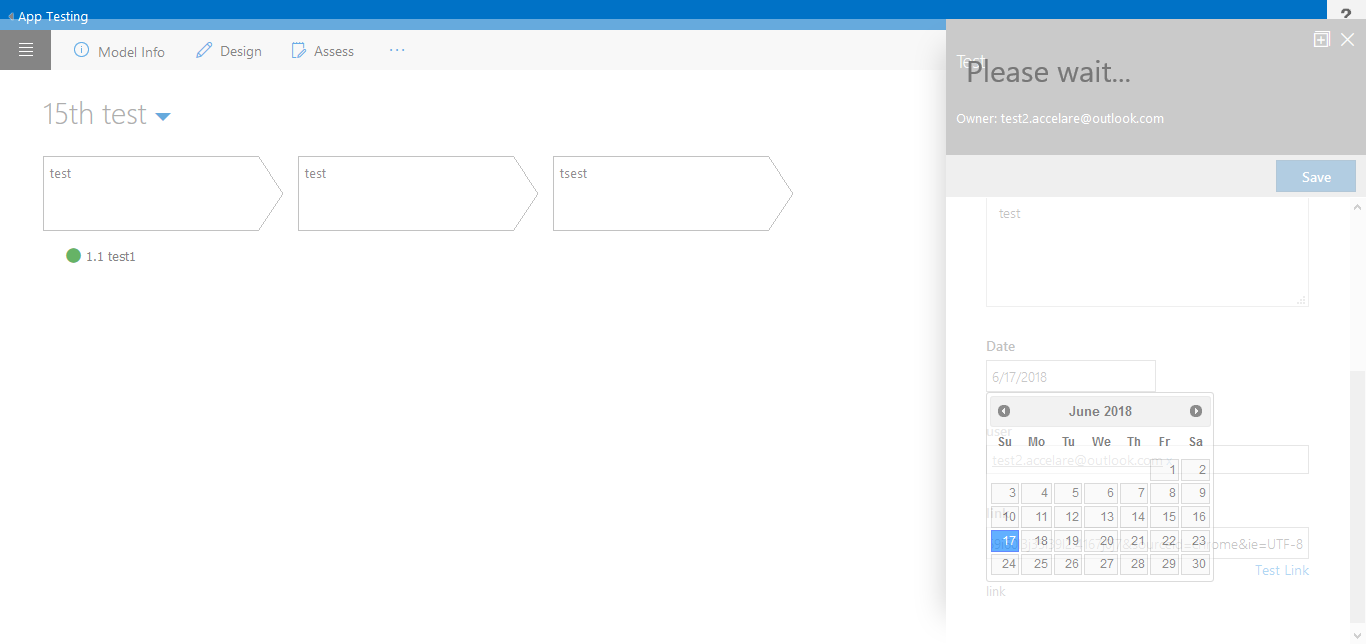 App Testing
?
Model Info
Design
Assess
...
Test
Please wait...
Owner: test2.accelare@outlook.com
Save
15th test
test
test
tsest
1.1 test1
test
Date
6/17/2018
June 2018
user
Su Mo Tu We Th Fr Sa
test2.accelare@outlook.com x
1 2
3 4 5 6 7 8 9
10 11 12 13 14 15 16
17 18 19 20 21 22 23
ome&ie=UTF-8
24 25 26 27 28 29 30
Test Link
link